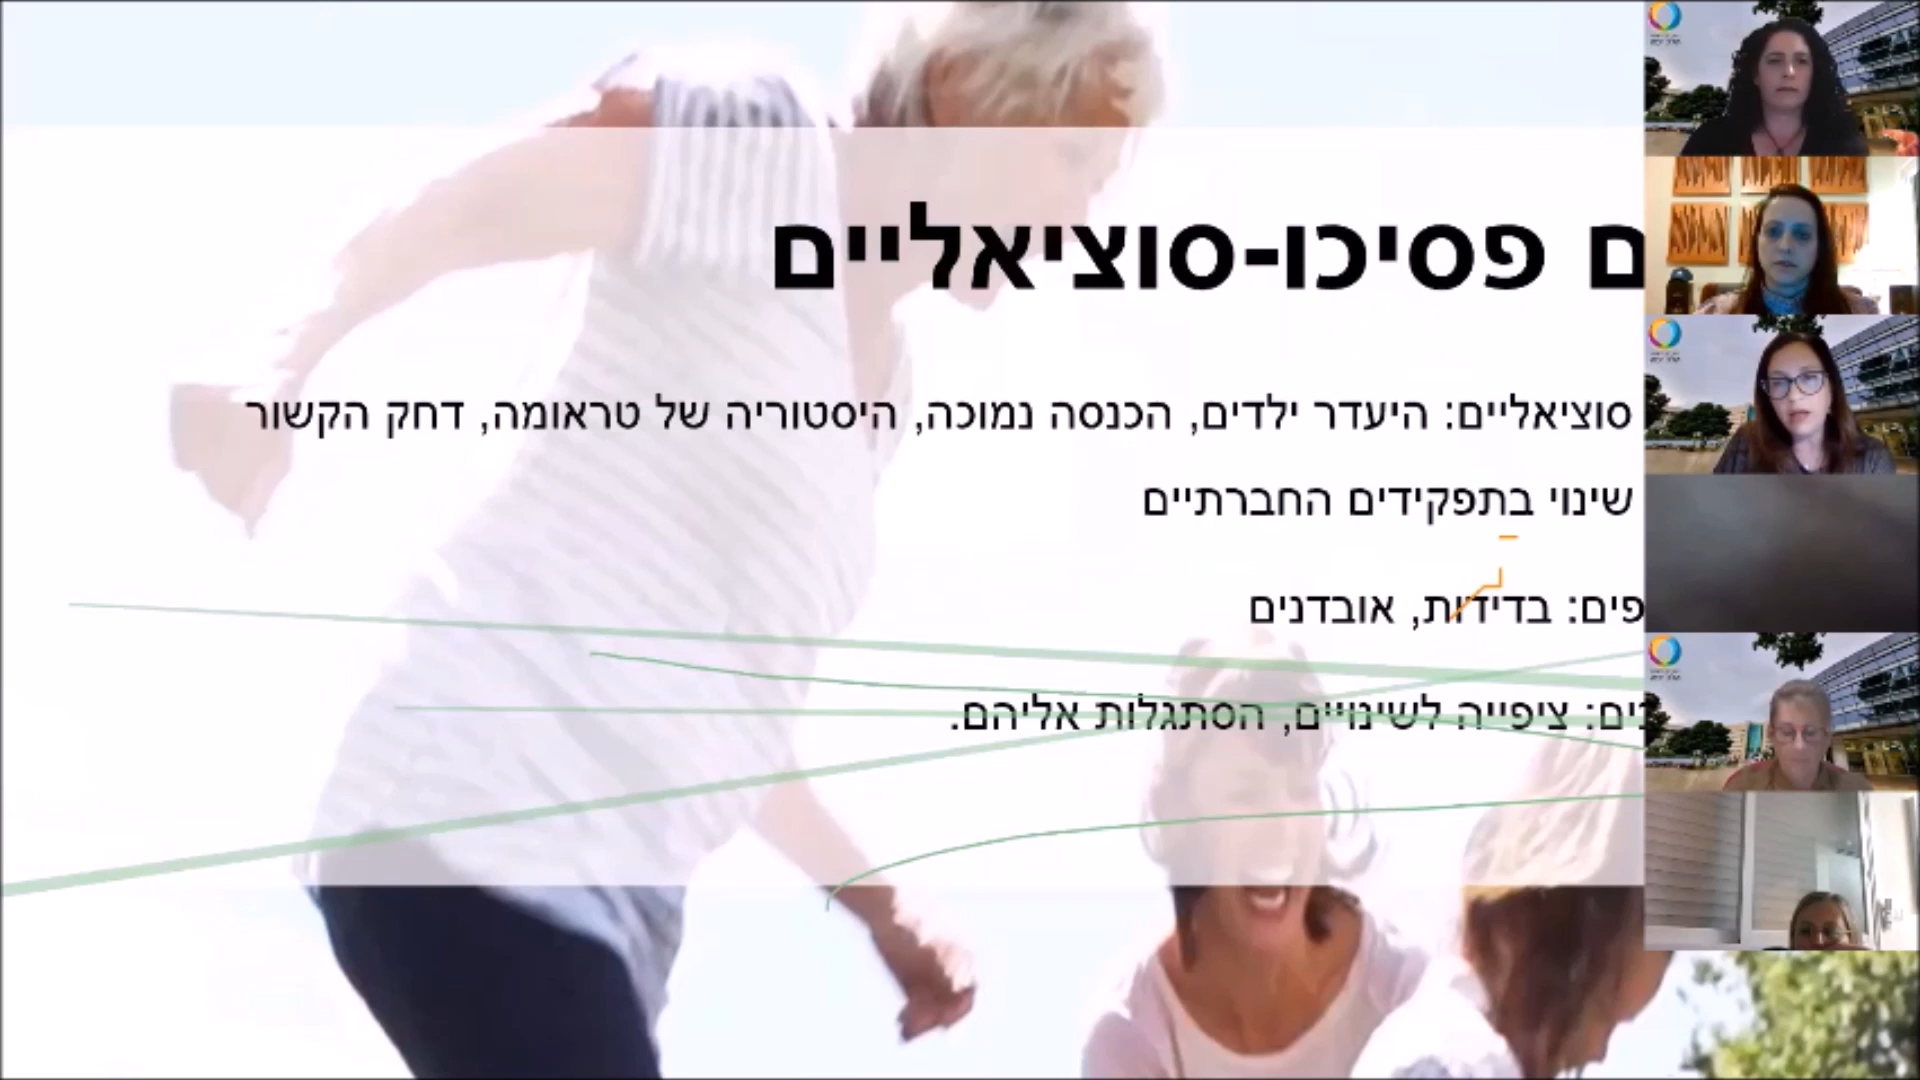 ם פסיכו-סוציאליים
סוציאליים: היעדר ילדים, הכנסה נמוכה, היסטוריה של טראומה, דחק הקשור
שינוי בתפקידים החברתיים
פים: בדידות, אובדנים
ים: ציפייה לשינויים, הסתגלות אליהם.